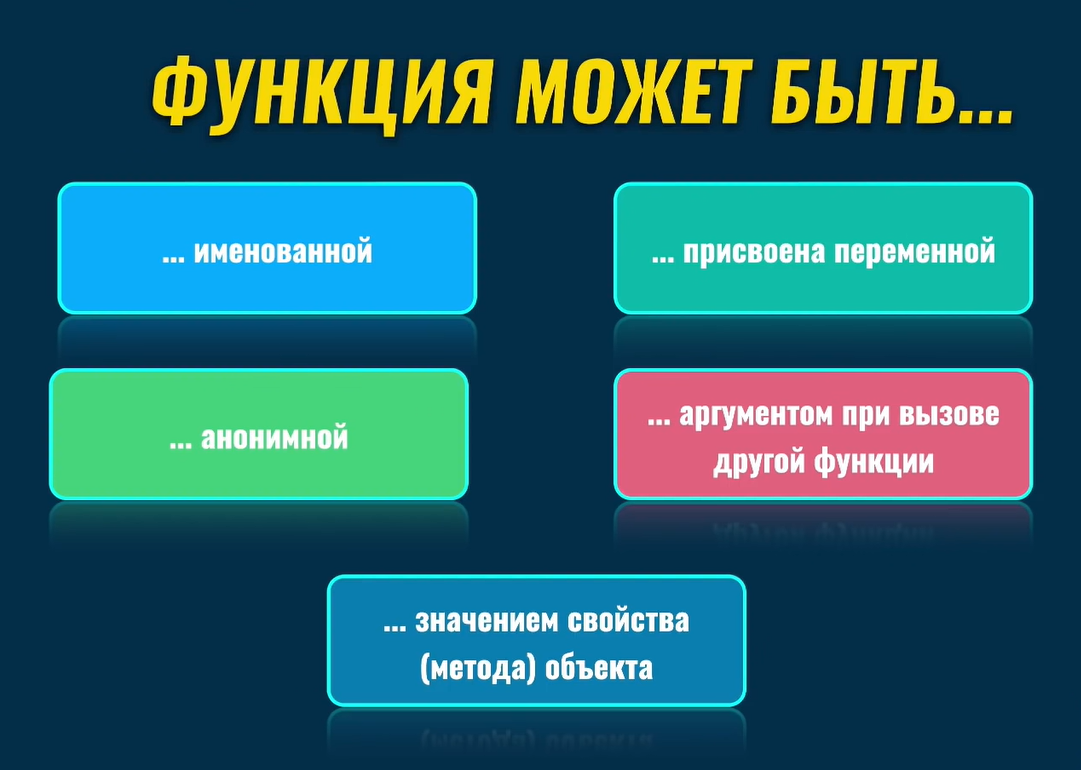 ФУНКЦИЯ МОЖЕТ БЫТЬ...
... именованной
... присвоена переменной
... анонимной
... аргументом при вызове
другой функции
... значением свойства
(метода) объекта